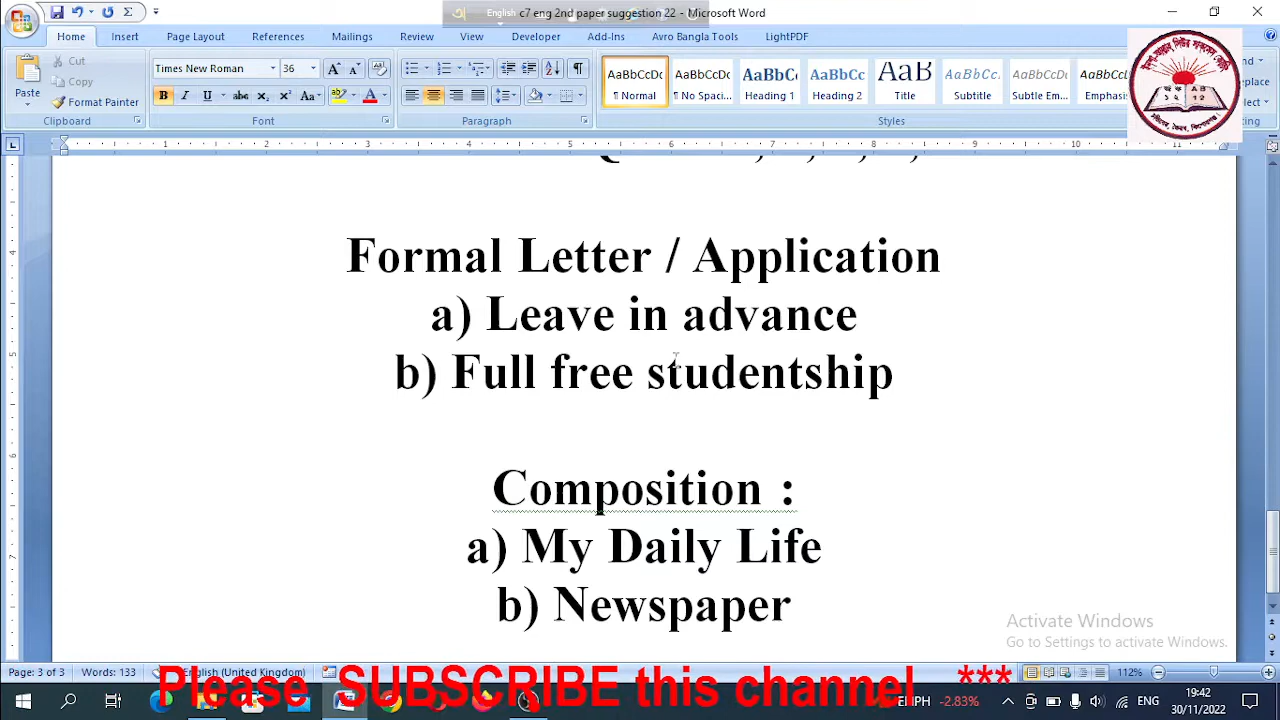 English
c7 eng 2nd paper suggestion 22 - Microsoft Word
Home Insert Page Layout References Mailings Review View Developer Add-Ins Avro Bangla Tools LightPDF
Paste
Cut
Copy
Format Painter
Clipboard
Times New Roman 36
Font
Paragraph
AaBbCcDc AaBbCcDc AaBbC AaBbCc AaB AaBbCc. AaBbCcDc AaBbCc
¶ Normal ¶ No Spaci... Heading 1 Heading 2 Title Subtitle Subtle Em... Emphasis
Styles
Formal Letter / Application
a) Leave in advance
b) Full free studentship
Composition :
a) My Daily Life
b) Newspaper
Activate Windows
Go to Settings to activate Windows.
Page: 3 of 3 Words: 133 English (United Kingdom) 112%
Please SUBSCRIBE this channel ***
-2.83% ENG 19:42
30/11/2022